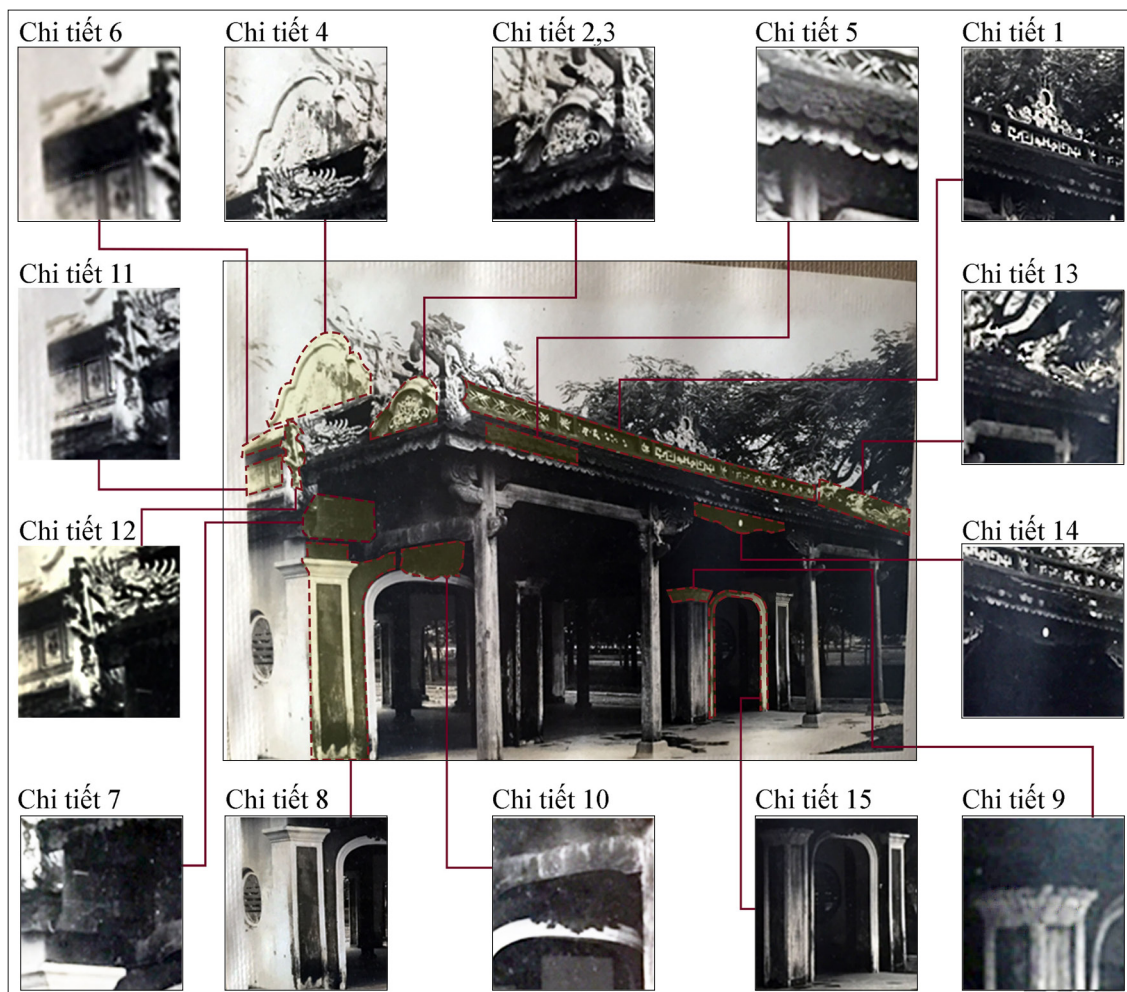 Chi tiết 6
Chi tiết 4
Chi tiết 2,3
Chi tiết 5
Chi tiết 1
Chi tiết 11
Chi tiết 13
Chi tiết 12
Chi tiết 14
Chi tiết 7
Chi tiết 8
Chi tiết 10
Chi tiết 15
Chi tiết 9